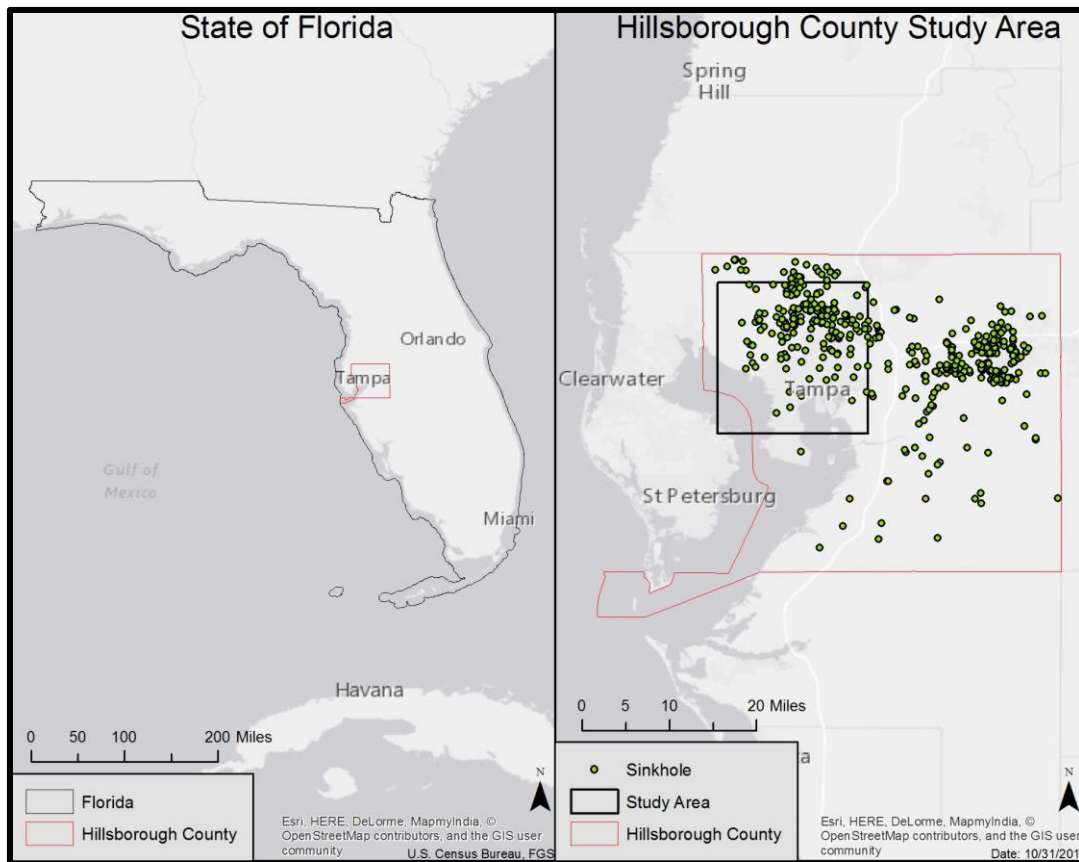 State of Florida
Orlando
Tampa
Gulf of
Mexico
Miami
Havana
0 50 100 200 Miles
Florida
Hillsborough County
N
Esri, HERE, DeLorme, MapmyIndia, ©
OpenStreetMap contributors, and the GIS user
community
U.S. Census Bureau, FGS
Hillsborough County Study Area
Spring
Hill
Clearwater
Tampa
St Petersburg
0 5 10 20 Miles
Sinkhole
Study Area
Hillsborough County
N
Esri, HERE, DeLorme, MapmyIndia, ©
OpenStreetMap contributors, and the GIS user
community
Date: 10/31/201